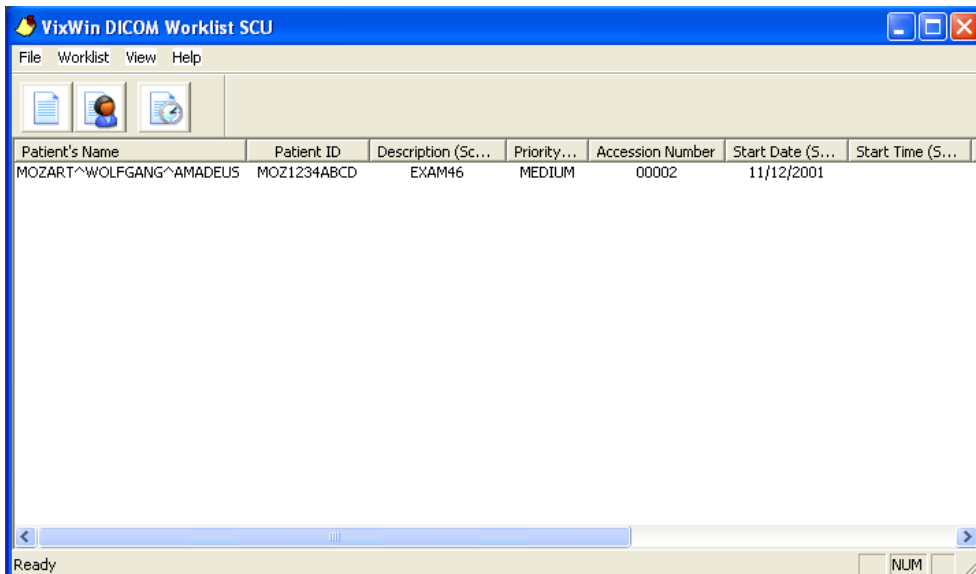 VixWin DICOM Worklist SCU
File Worklist View Help
Patient's Name Patient ID Description (Sc... Priority... Accession Number Start Date (S... Start Time (S...
MOZART^WOLFGANG^AMADEUS MOZ1234ABCD EXAM46 MEDIUM 00002 11/12/2001
Ready NUM